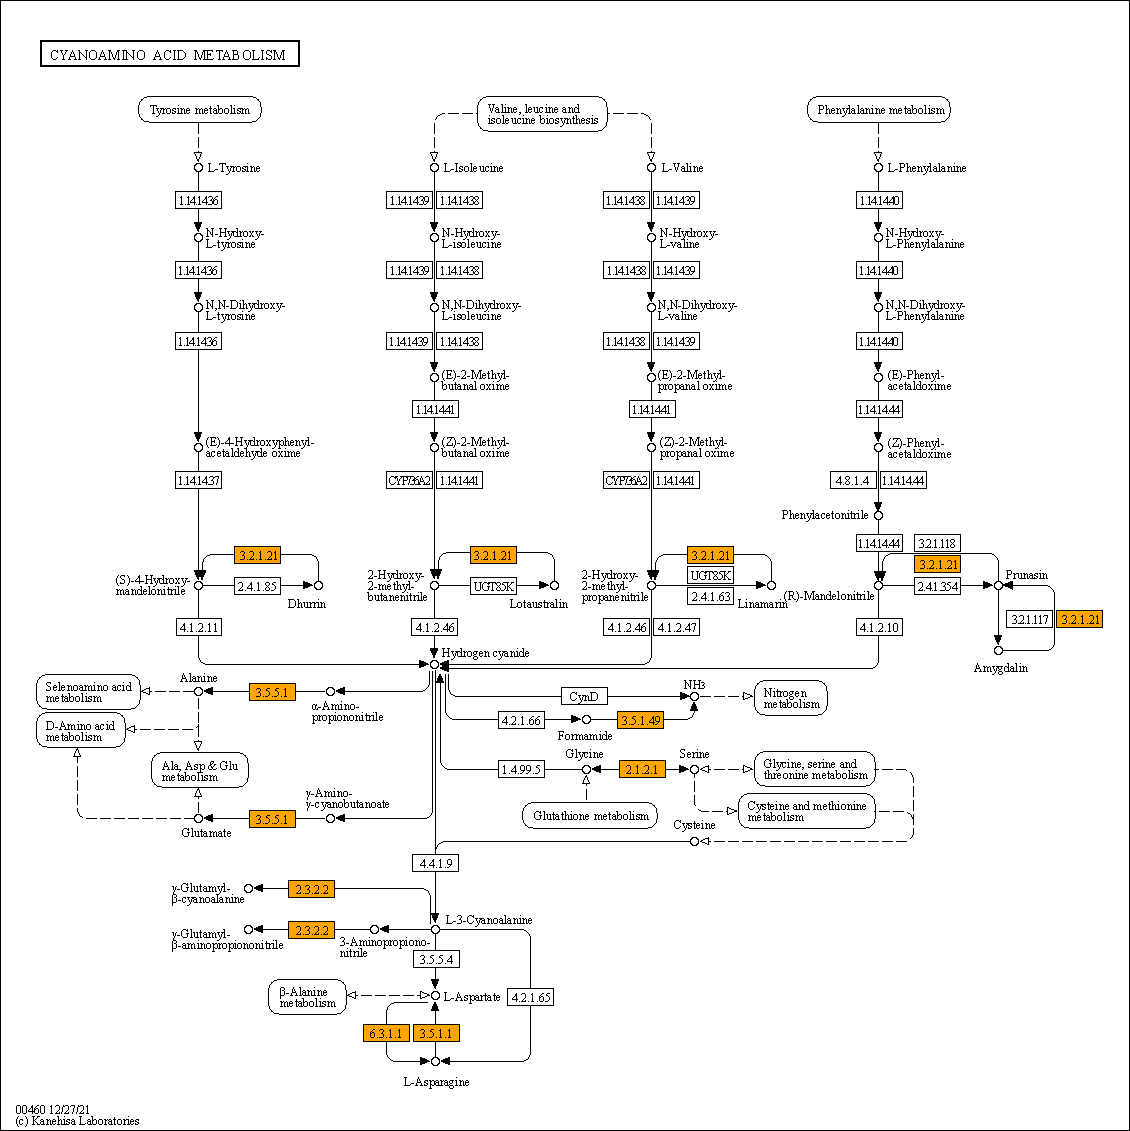 CYANOAMINO ACID METABOLISM
Tyrosine metabolism
Valine, leucine and
isoleucine biosynthesis
Phenylalanine metabolism
L-Tyrosine
L-Isoleucine
L-Valine
L-Phenylalanine
1.14.14.36
1.14.14.39
1.14.14.38
1.14.14.38
1.14.14.39
1.14.14.40
N-Hydroxy-
L-tyrosine
N-Hydroxy-
L-isoleucine
N-Hydroxy-
L-valine
N-Hydroxy-
L-Phenylalanine
1.14.14.36
1.14.14.39
1.14.14.38
1.14.14.38
1.14.14.39
1.14.14.40
N,N-Dihydroxy-
L-tyrosine
N,N-Dihydroxy-
L-isoleucine
N,N-Dihydroxy-
L-valine
N,N-Dihydroxy-
L-Phenylalanine
1.14.14.36
1.14.14.39
1.14.14.38
1.14.14.38
1.14.14.39
1.14.14.40
(E)-2-Methyl-
butanal oxime
(E)-2-Methyl-
propanal oxime
(E)-Phenyl-
acetaldoxime
1.14.14.41
1.14.14.41
1.14.14.44
(E)-4-Hydroxyphenyl-
acetaldehyde oxime
(Z)-2-Methyl-
butanal oxime
(Z)-2-Methyl-
propanal oxime
(Z)-Phenyl-
acetaldoxime
1.14.14.37
CYP736A2
1.14.14.41
CYP736A2
1.14.14.41
4.8.1.4
1.14.14.44
Phenylacetonitrile
1.14.14.44
3.2.1.118
3.2.1.21
3.2.1.21
3.2.1.21
3.2.1.21
(S)-4-Hydroxy-
mandelonitrile
2.4.1.85
Dhurrin
2-Hydroxy-
2-methyl-
butanenitrile
UGT85K
Lotaustralin
2-Hydroxy-
2-methyl-
propanenitrile
UGT85K
2.4.1.63
Linamarin
(R)-Mandelonitrile
2.4.1.354
Prunasin
3.2.1.117
3.2.1.21
Amygdalin
4.1.2.11
4.1.2.46
4.1.2.46
4.1.2.47
4.1.2.10
Hydrogen cyanide
Selenoamino acid
metabolism
Alanine
3.5.5.1
α-Amino-
propiononitrile
CynD
NH3
Nitrogen
metabolism
D-Amino acid
metabolism
4.2.1.66
Formamide
3.5.1.49
Ala, Asp & Glu
metabolism
1.4.99.5
Glycine
2.1.2.1
Serine
Glycine, serine and
threonine metabolism
γ-Amino-
γ-cyanobutanoate
3.5.5.1
Glutamate
Glutathione metabolism
Cysteine and methionine
metabolism
Cysteine
4.4.1.9
γ-Glutamyl-
β-cyanoalanine
2.3.2.2
L-3-Cyanoalanine
γ-Glutamyl-
β-aminopropiononitrile
2.3.2.2
3-Aminopropiono-
nitrile
3.5.5.4
β-Alanine
metabolism
L-Aspartate
4.2.1.65
6.3.1.1
3.5.1.1
L-Asparagine
00460 12/27/21
(c) Kanehisa Laboratories